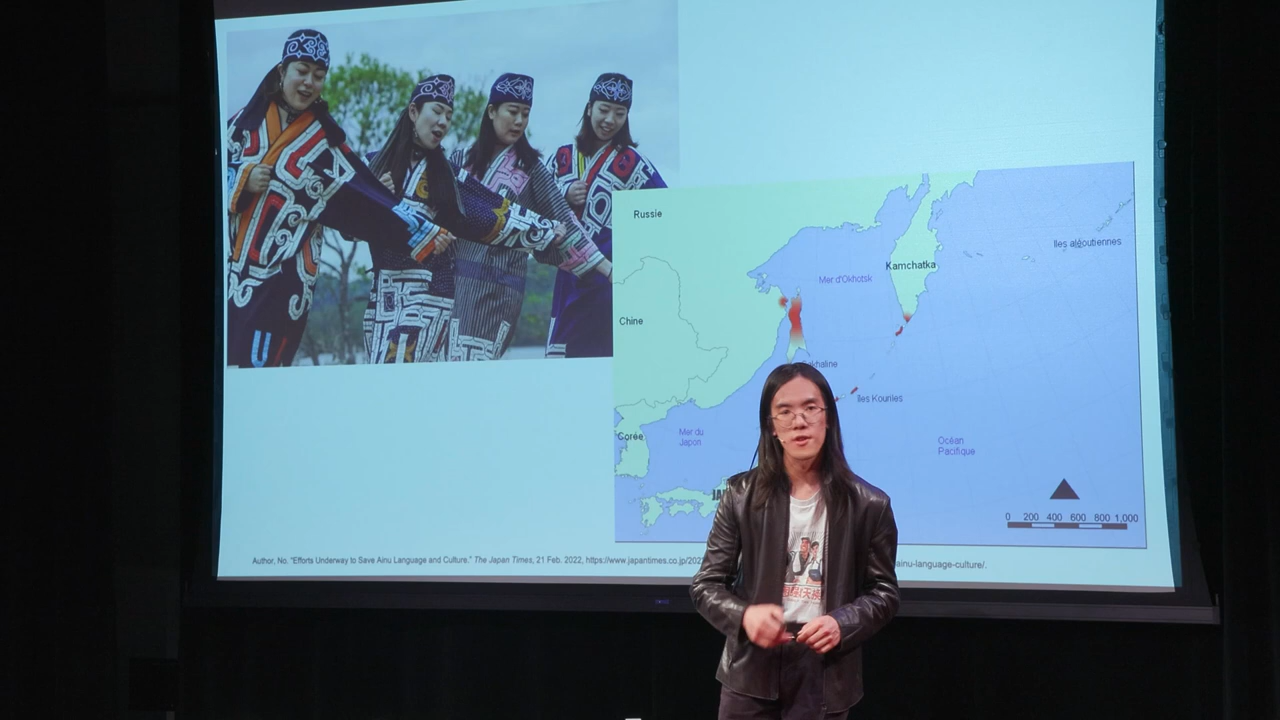 Russie
Iles aléoutiennes
Kamchatka
Mer d'Okhotsk
Chine
Iles Kouriles
Corée
Mer du
Japon
Océan
Pacifique
0 200 400 600 800 1,000
Author, No. "Efforts Underway to Save Ainu Language and Culture." The Japan Times, 21 Feb. 2022, https://www.japantimes.co.jp/202 ainu-language-culture/.